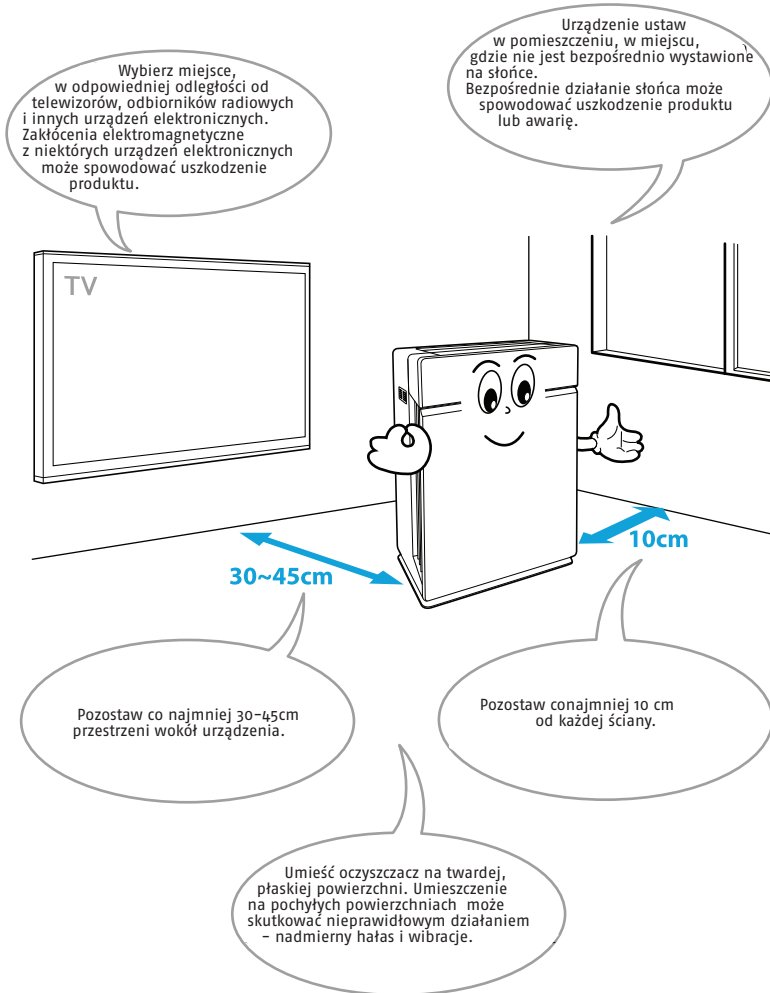 Wybierz miejsce,
w odpowiedniej odległości od
telewizorów, odbiorników radiowych
i innych urządzeń elektronicznych.
Zakłócenia elektromagnetyczne
z niektórych urządzeń elektronicznych
może spowodować uszkodzenie
produktu.
Urządzenie ustaw
w pomieszczeniu, w miejscu,
gdzie nie jest bezpośrednio wystawione
na słońce.
Bezpośrednie działanie słońca może
spowodować uszkodzenie produktu
lub awarię.
TV
10cm
30~45cm
Pozostaw co najmniej 30-45cm
przestrzeni wokół urządzenia.
Pozostaw conajmniej 10 cm
od każdej ściany.
Umieść oczyszczacz na twardej,
płaskiej powierzchni. Umieszczenie
na pochyłych powierzchniach może
skutkować nieprawidłowym działaniem
- nadmierny hałas i wibracje.